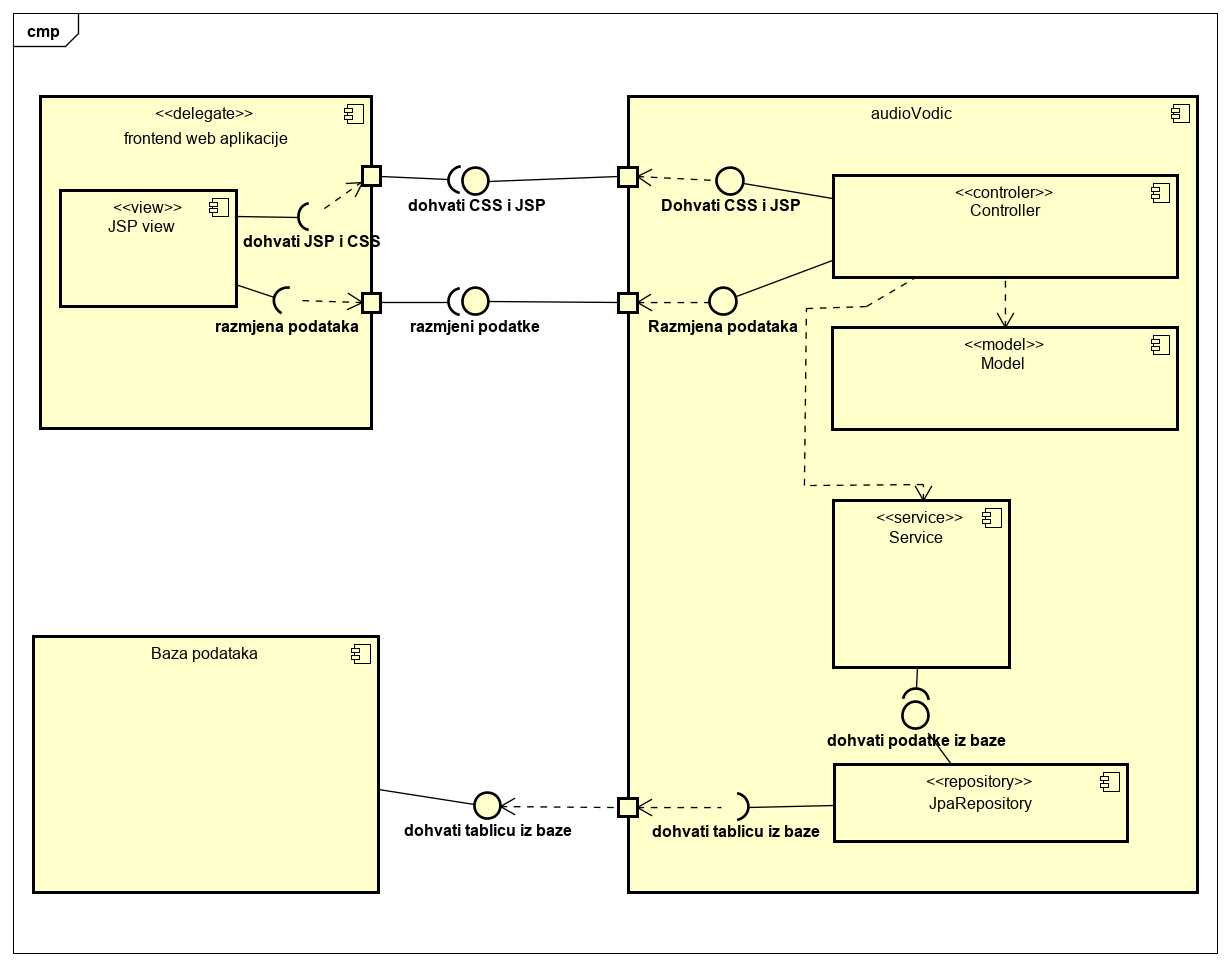 cmp
<<delegate>>
frontend web aplikacije
<<view>>
JSP view
dohvati JSP i CSS
razmjena podataka
dohvati CSS i JSP
razmjeni podatke
audioVodic
Dohvati CSS i JSP
Razmjena podataka
<<controler>>
Controller
<<model>>
Model
<<service>>
Service
dohvati podatke iz baze
<<repository>>
JpaRepository
Baza podataka
dohvati tablicu iz baze
dohvati tablicu iz baze